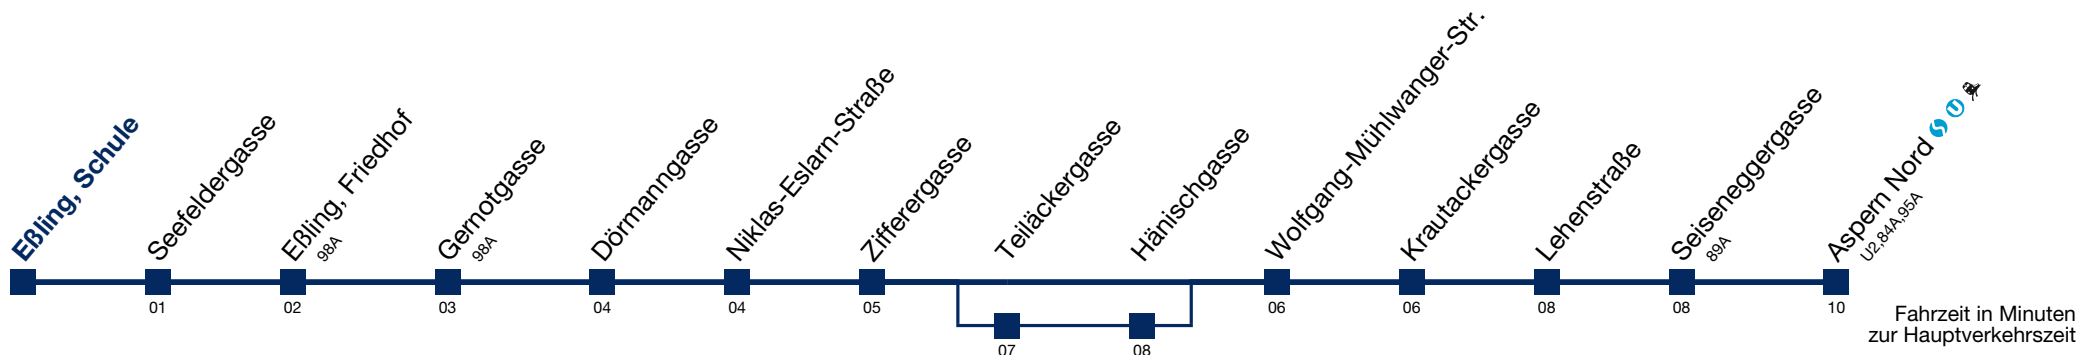 Eßling, Schule
Seefeldergasse
01
Eßling, Friedhof
98A
02
Gernotgasse
98A
03
Dörmanngasse
04
Niklas-Eslarn-Straße
04
Zifferergasse
05
Teiläckergasse
07
Hänischgasse
08
Wolfgang-Mühlwanger-Str.
06
Krautackergasse
06
Lehenstraße
08
Seiseneggergasse
89A
08
Aspern Nord S U
U2,84A,95A
10
Fahrzeit in Minuten
zur Hauptverkehrszeit